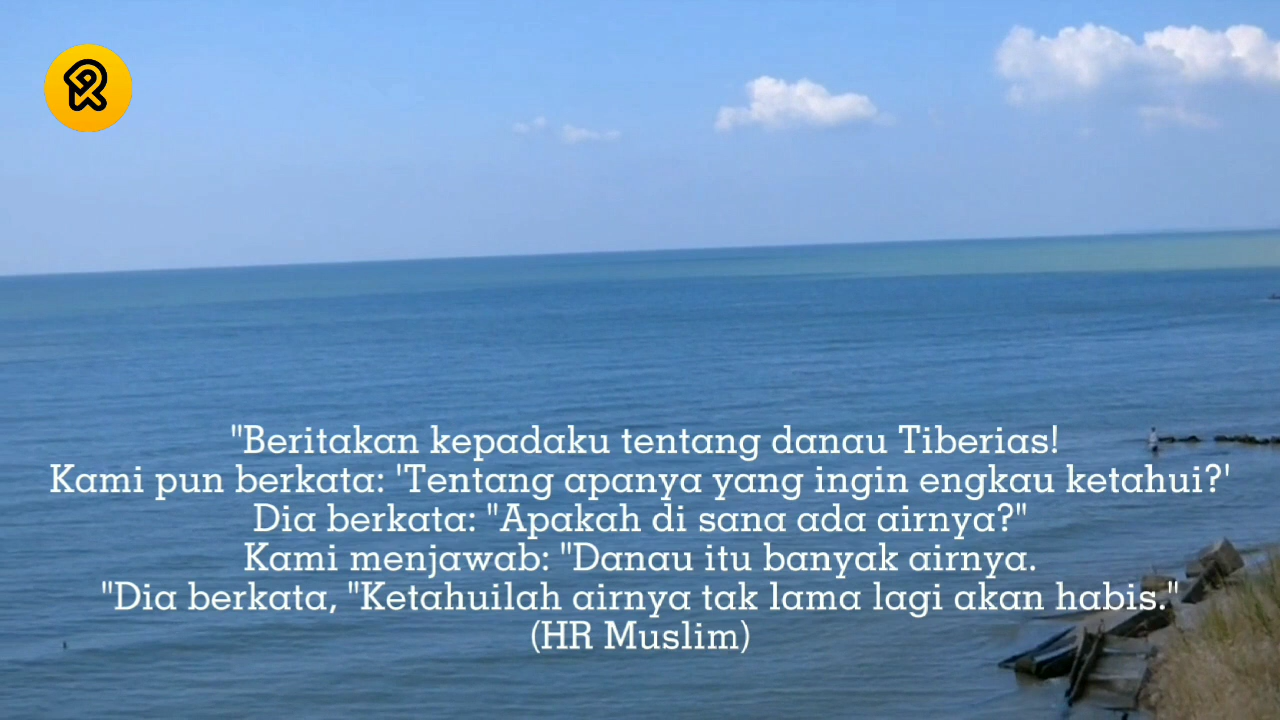 "Beritakan kepadaku tentang danau Tiberias!
Kami pun berkata: 'Tentang apanya yang ingin engkau ketahui?'
Dia berkata: "Apakah di sana ada airnya?"
Kami menjawab: "Danau itu banyak airnya.
"Dia berkata, "Ketahuilah airnya tak lama lagi akan habis."
(HR Muslim)